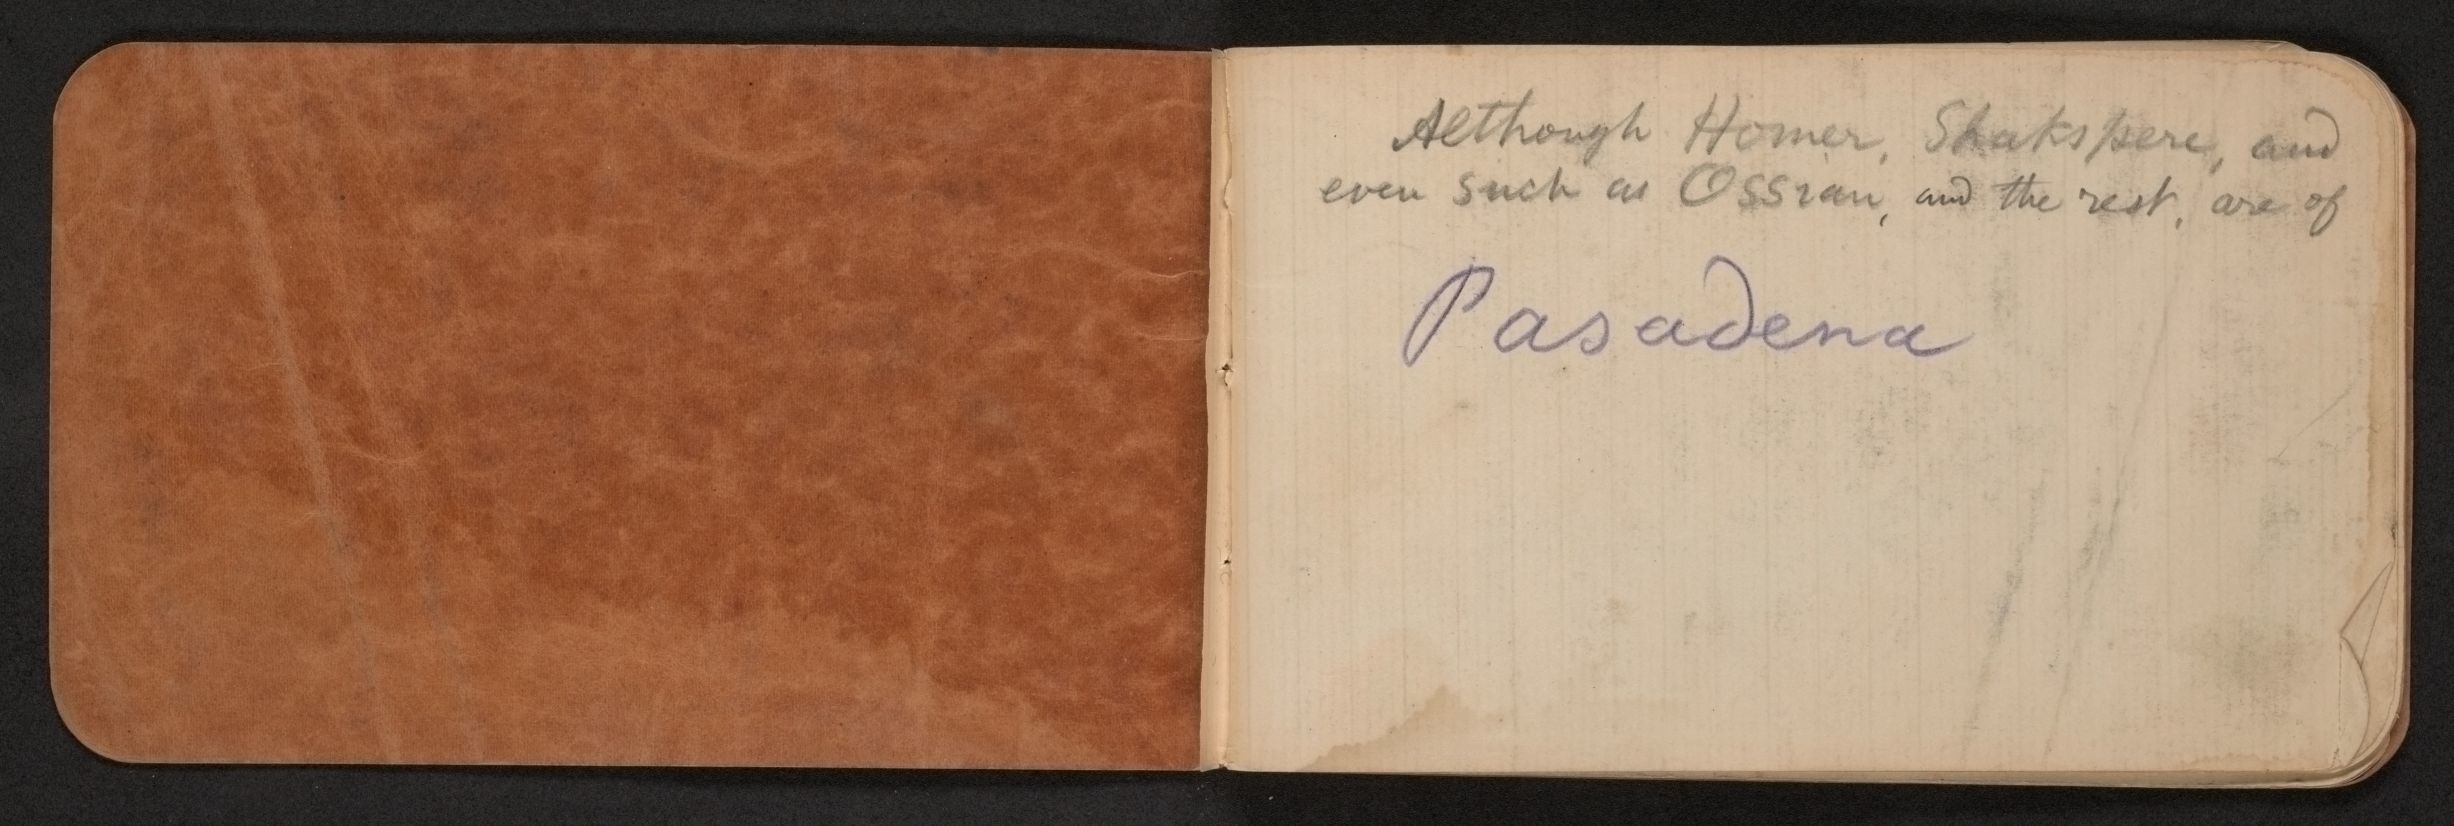 Although Homer, Shakspere, and
even such as Ossian, and the rest, are of
Pasadena